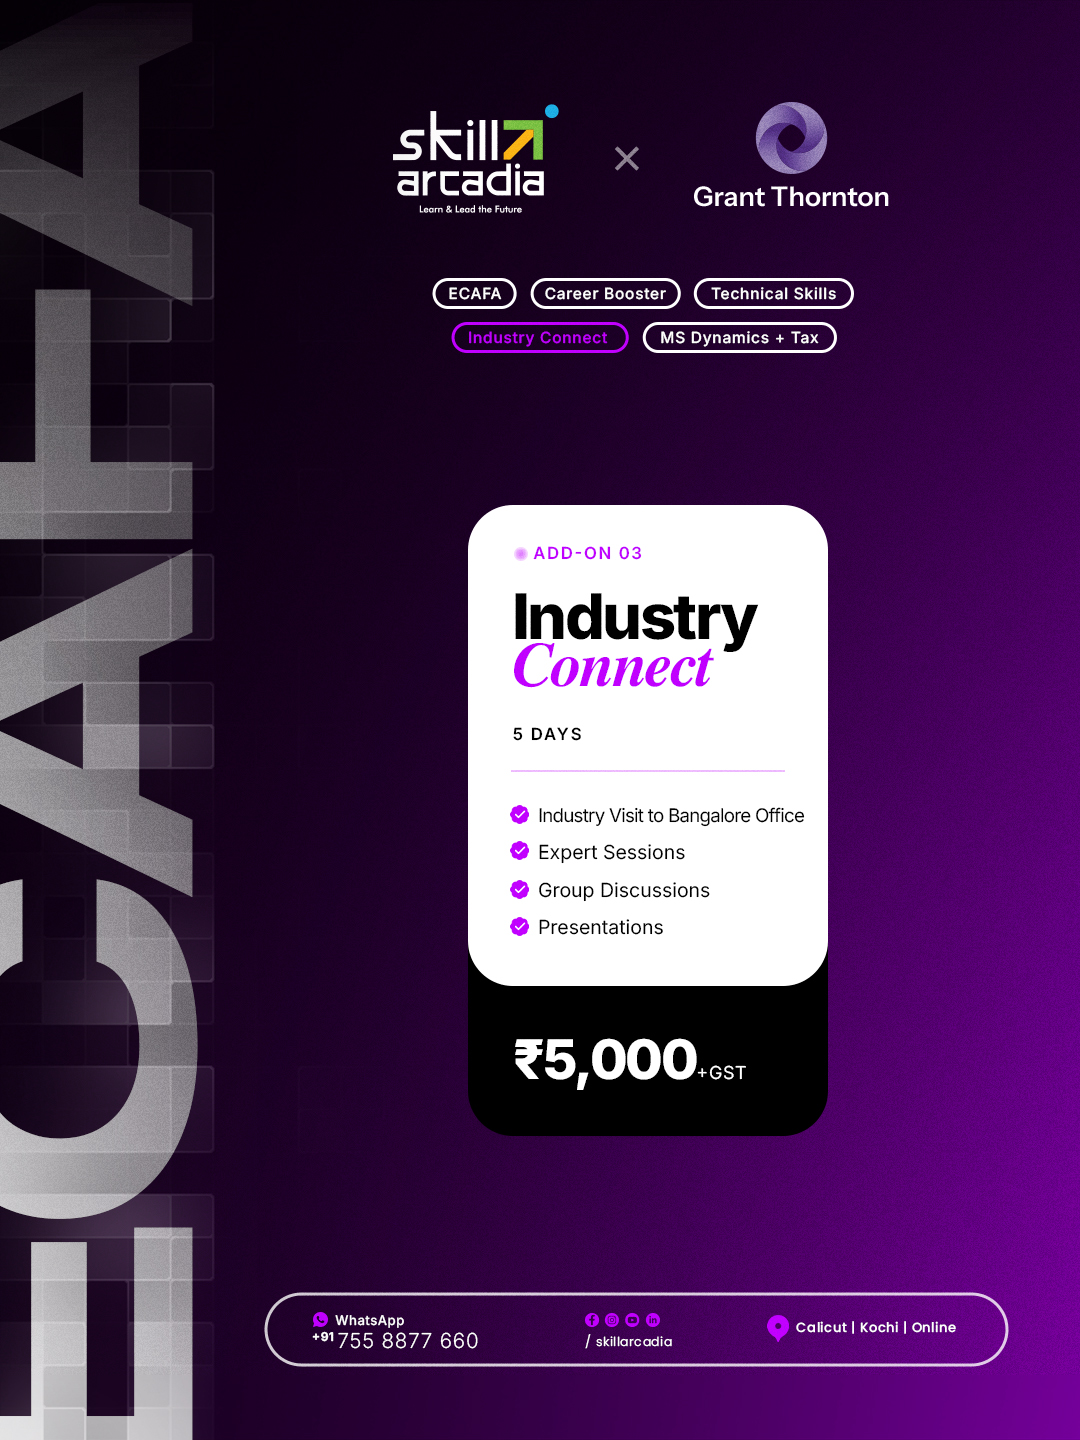 ECAFA
skill
arcadia
Learn & Lead the Future
×
Grant Thornton
ECAFA
Career Booster
Technical Skills
Industry Connect
MS Dynamics + Tax
ADD-ON 03
Industry
Connect
5 DAYS
Industry Visit to Bangalore Office
Expert Sessions
Group Discussions
Presentations
₹5,000+GST
WhatsApp
+91 755 8877 660
/ skillarcadia
Calicut | Kochi | Online